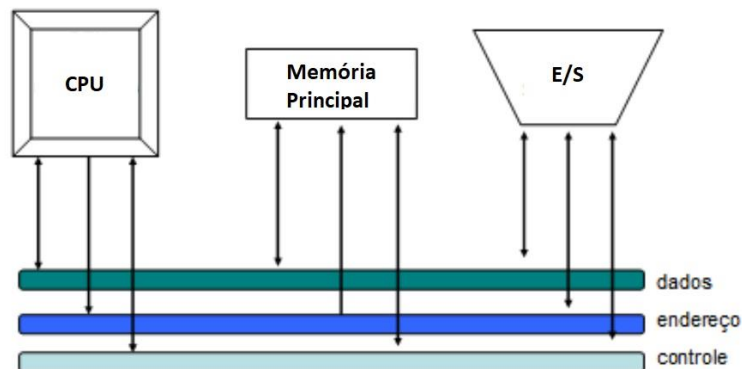 CPU
Memória
Principal
E/S
dados
endereço
controle